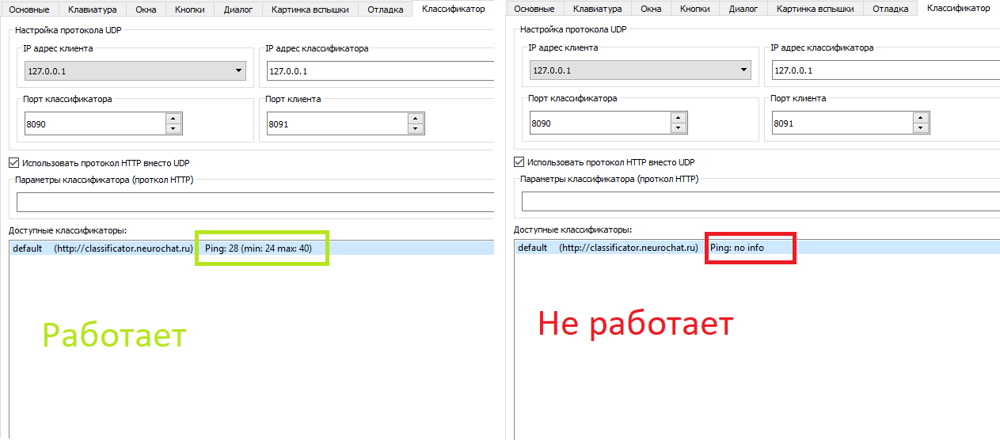 Основные Клавиатура Окна Кнопки Диалог Картинка вспышки Отладка Классификатор
Настройка протокола UDP
IP адрес клиента IP адрес классификатора
127.0.0.1 127.0.0.1
Порт классификатора Порт клиента
8090 8091
Использовать протокол HTTP вместо UDP
Параметры классификатора (проткол HTTP)
Доступные классификаторы:
default (http://classificator.neurochat.ru) Ping: 28 (min: 24 max: 40)
Работает
Основные Клавиатура Окна Кнопки Диалог Картинка вспышки Отладка Классификатор
Настройка протокола UDP
IP адрес клиента IP адрес классификатора
127.0.0.1 127.0.0.1
Порт классификатора Порт клиента
8090 8091
Использовать протокол HTTP вместо UDP
Параметры классификатора (проткол HTTP)
Доступные классификаторы:
default (http://classificator.neurochat.ru) Ping: no info
Не работает